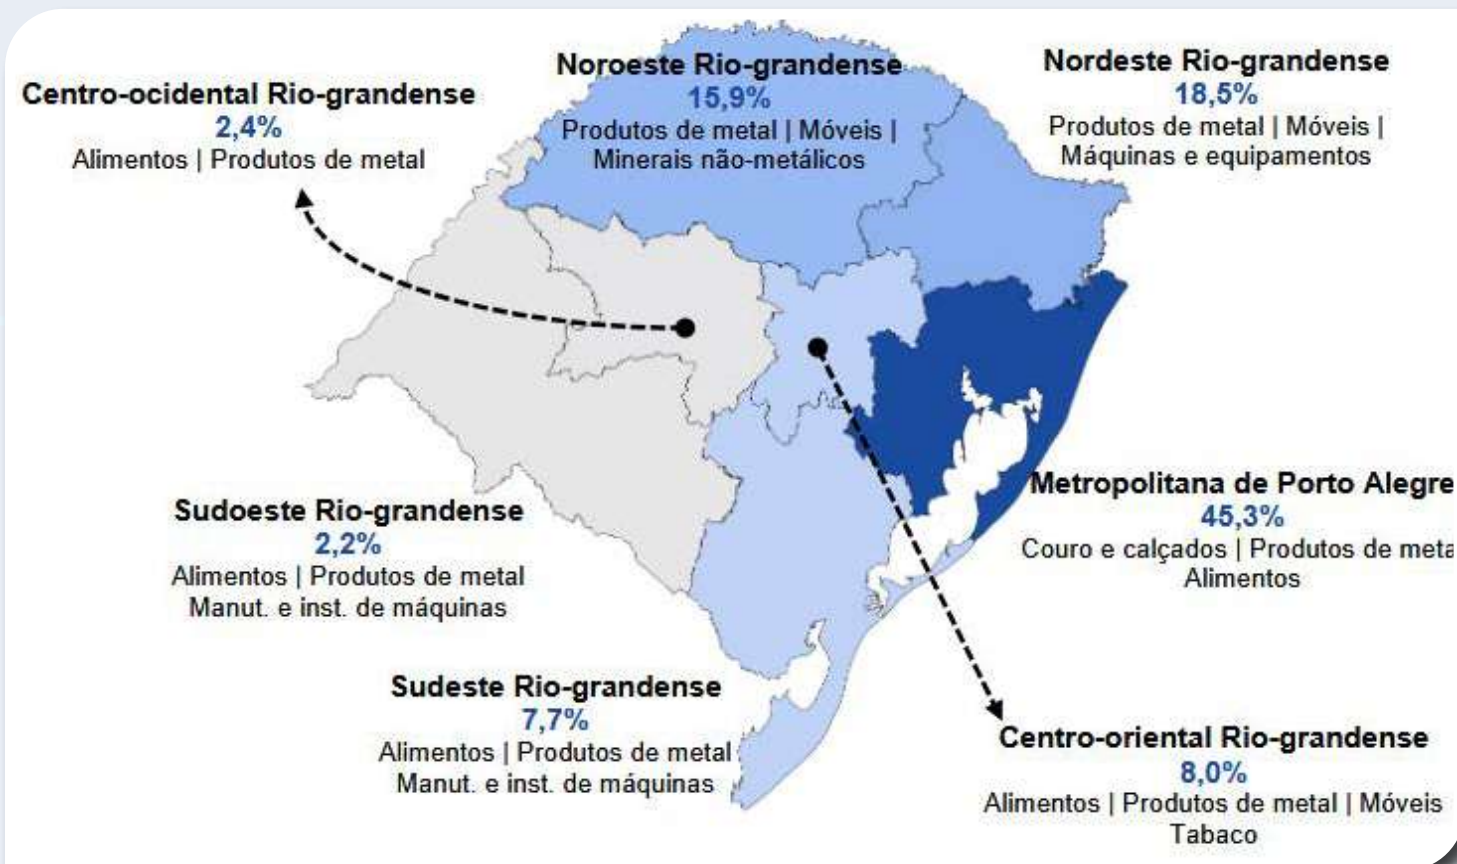 Centro-ocidental Rio-grandense
2,4%
Alimentos | Produtos de metal
Noroeste Rio-grandense
15,9%
Produtos de metal | Móveis |
Minerais não-metálicos
Nordeste Rio-grandense
18,5%
Produtos de metal | Móveis |
Máquinas e equipamentos
Sudoeste Rio-grandense
2,2%
Alimentos | Produtos de metal
Manut. e inst. de máquinas
Metropolitana de Porto Alegre
45,3%
Couro e calçados | Produtos de meta
Alimentos
Sudeste Rio-grandense
7,7%
Alimentos | Produtos de metal
Manut. e inst. de máquinas
Centro-oriental Rio-grandense
8,0%
Alimentos | Produtos de metal | Móveis
Tabaco